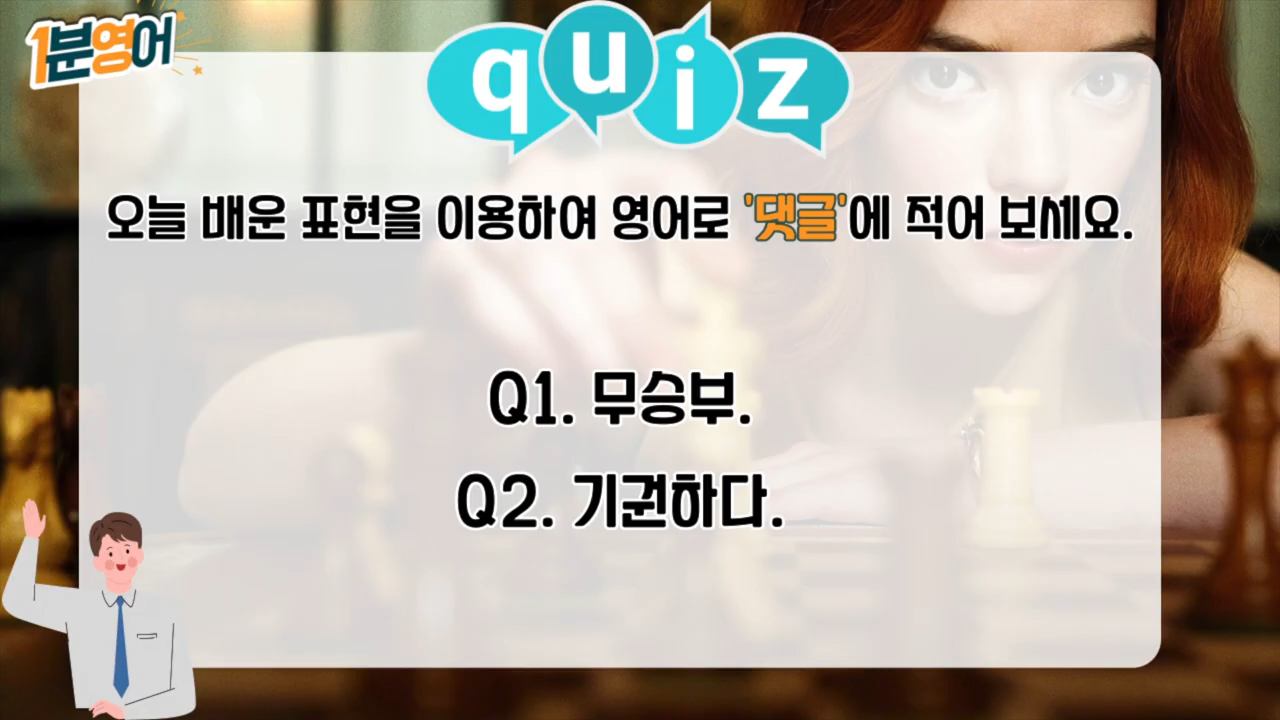 1분영어
quiz
오늘 배운 표현을 이용하여 영어로 '댓글'에 적어 보세요.
Q1. 무승부.
Q2. 기권하다.